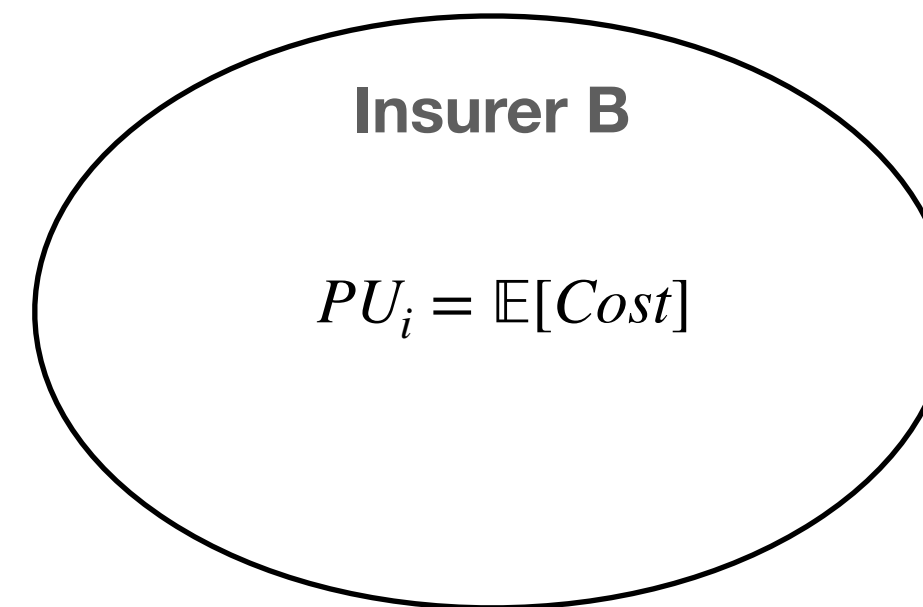 Insurer B
PU_i = 𝔼[Cost]